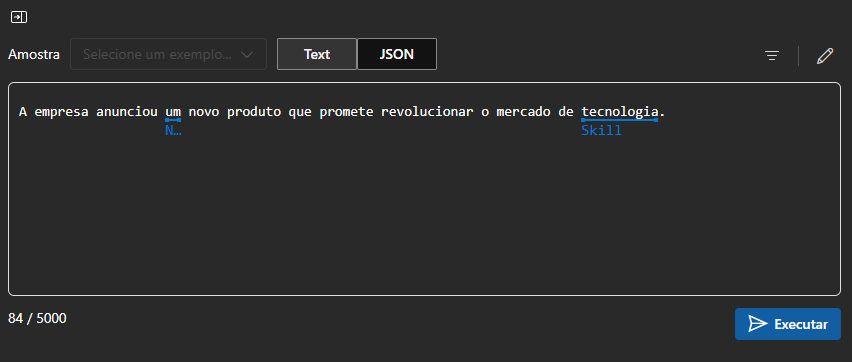 Amostra Selecione um exemplo... Text JSON
A empresa anunciou um novo produto que promete revolucionar o mercado de tecnologia.
N… Skill
84 / 5000
Executar